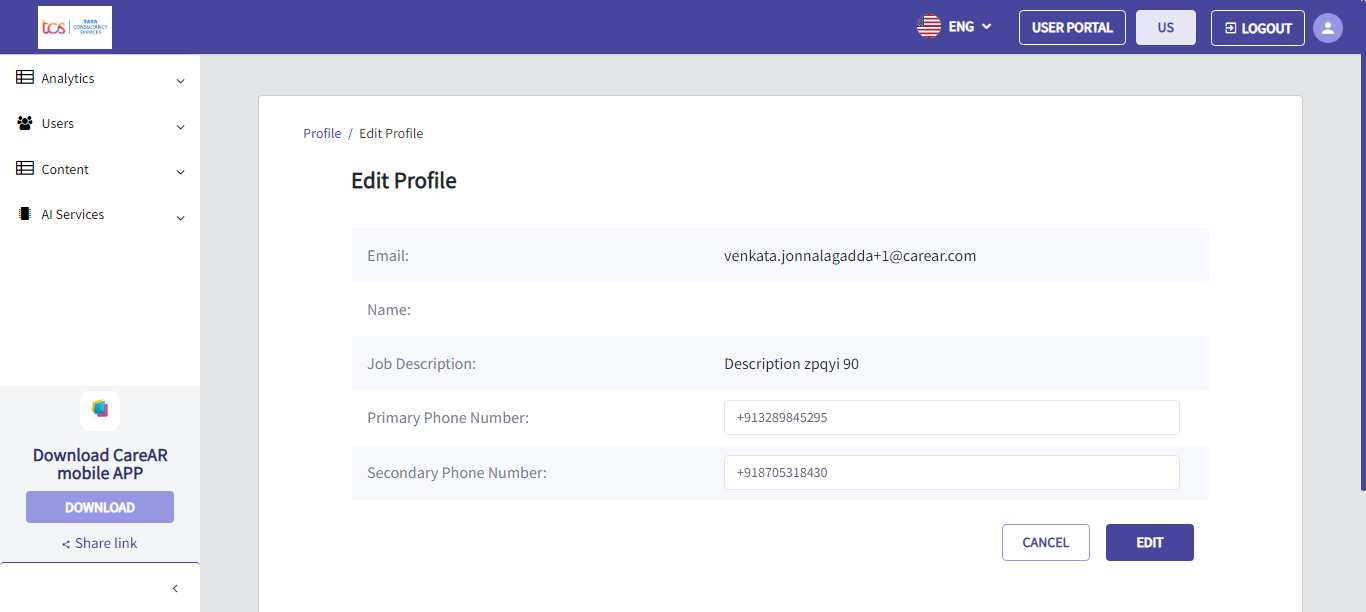 tcs TATA CONSULTANCY SERVICES
ENG
USER PORTAL
US
LOGOUT
Analytics
Users
Content
AI Services
Download CareAR
mobile APP
DOWNLOAD
Share link
Profile / Edit Profile
Edit Profile
Email: venkata.jonnalagadda+1@carear.com
Name:
Job Description: Description zpqyi 90
Primary Phone Number: +913289845295
Secondary Phone Number: +918705318430
CANCEL
EDIT